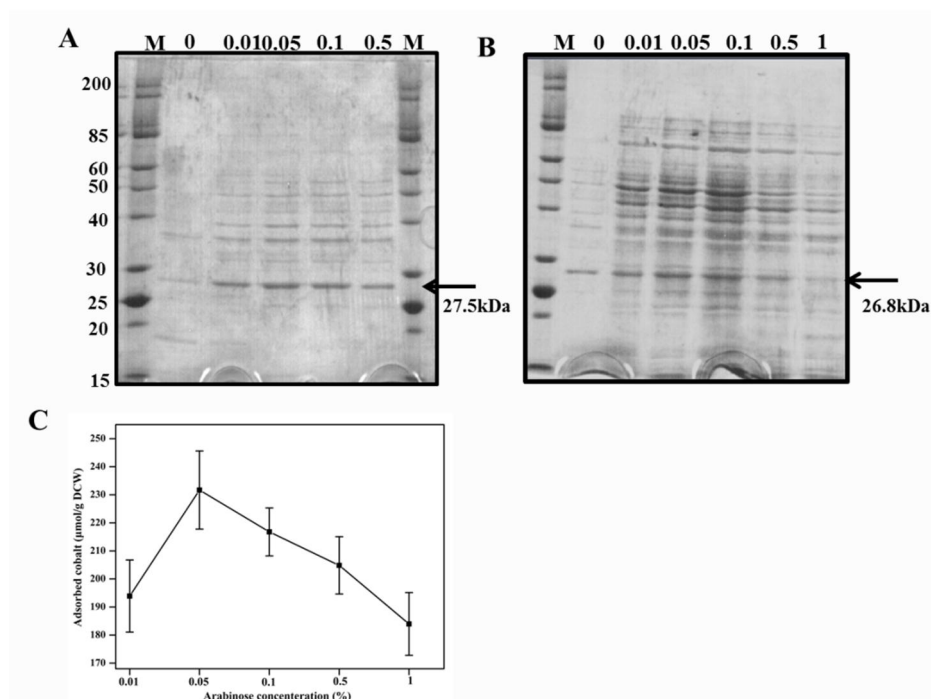 A
M 0 0.010.05 0.1 0.5 M
200
85
60
50
40
30
25
20
15
27.5kDa
B
M 0 0.01 0.05 0.1 0.5 1
26.8kDa
C
Adsorbed cobalt (µmol/g DCW)
250
240
230
220
210
200
190
180
170
0.01 0.05 0.1 0.5 1
Arabinose concenteration (%)